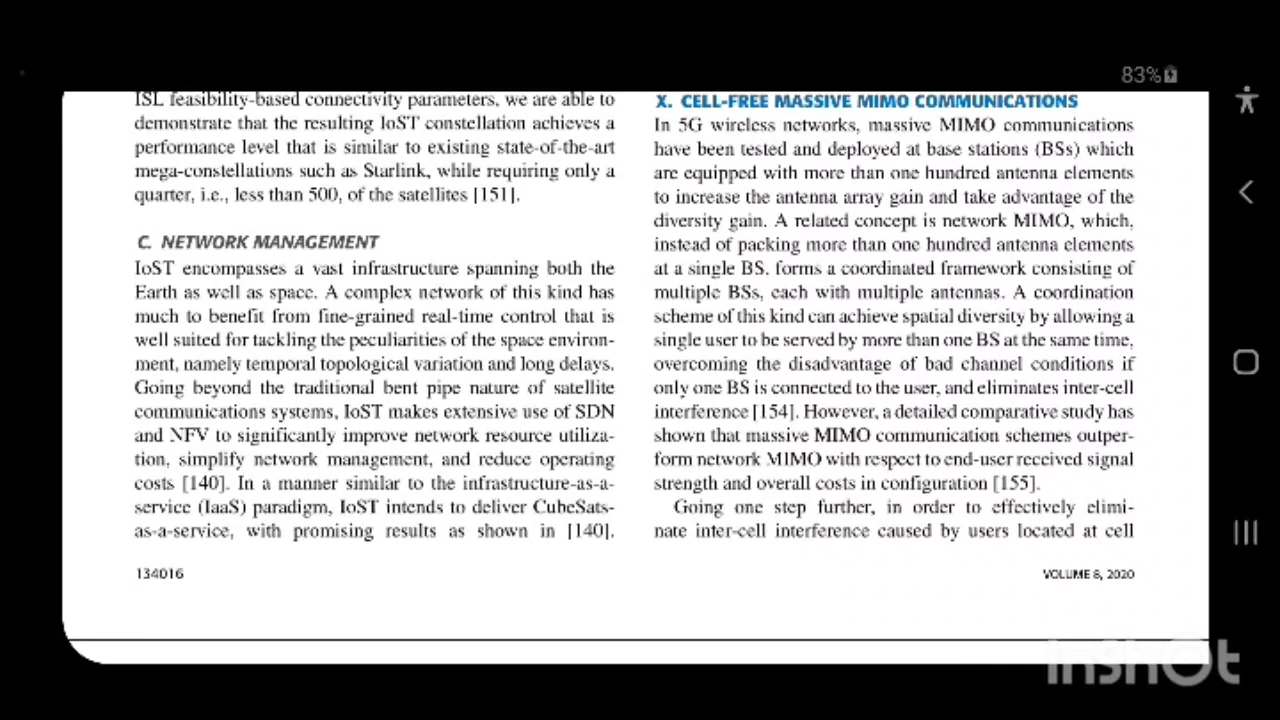 83%
ISL feasibility-based connectivity parameters, we are able to
demonstrate that the resulting IoST constellation achieves a
performance level that is similar to existing state-of-the-art
mega-constellations such as Starlink, while requiring only a
quarter, i.e., less than 500, of the satellites [151].
C. NETWORK MANAGEMENT
IoST encompasses a vast infrastructure spanning both the
Earth as well as space. A complex network of this kind has
much to benefit from fine-grained real-time control that is
well suited for tackling the peculiarities of the space environ-
ment, namely temporal topological variation and long delays.
Going beyond the traditional bent pipe nature of satellite
communications systems, IoST makes extensive use of SDN
and NFV to significantly improve network resource utiliza-
tion, simplify network management, and reduce operating
costs [140]. In a manner similar to the infrastructure-as-a-
service (IaaS) paradigm, IoST intends to deliver CubeSats-
as-a-service, with promising results as shown in [140].
X. CELL-FREE MASSIVE MIMO COMMUNICATIONS
In 5G wireless networks, massive MIMO communications
have been tested and deployed at base stations (BSs) which
are equipped with more than one hundred antenna elements
to increase the antenna array gain and take advantage of the
diversity gain. A related concept is network MIMO, which,
instead of packing more than one hundred antenna elements
at a single BS, forms a coordinated framework consisting of
multiple BSs, each with multiple antennas. A coordination
scheme of this kind can achieve spatial diversity by allowing a
single user to be served by more than one BS at the same time,
overcoming the disadvantage of bad channel conditions if
only one BS is connected to the user, and eliminates inter-cell
interference [154]. However, a detailed comparative study has
shown that massive MIMO communication schemes outper-
form network MIMO with respect to end-user received signal
strength and overall costs in configuration [155].
Going one step further, in order to effectively elimi-
nate inter-cell interference caused by users located at cell
134016
VOLUME 8, 2020
InShOt